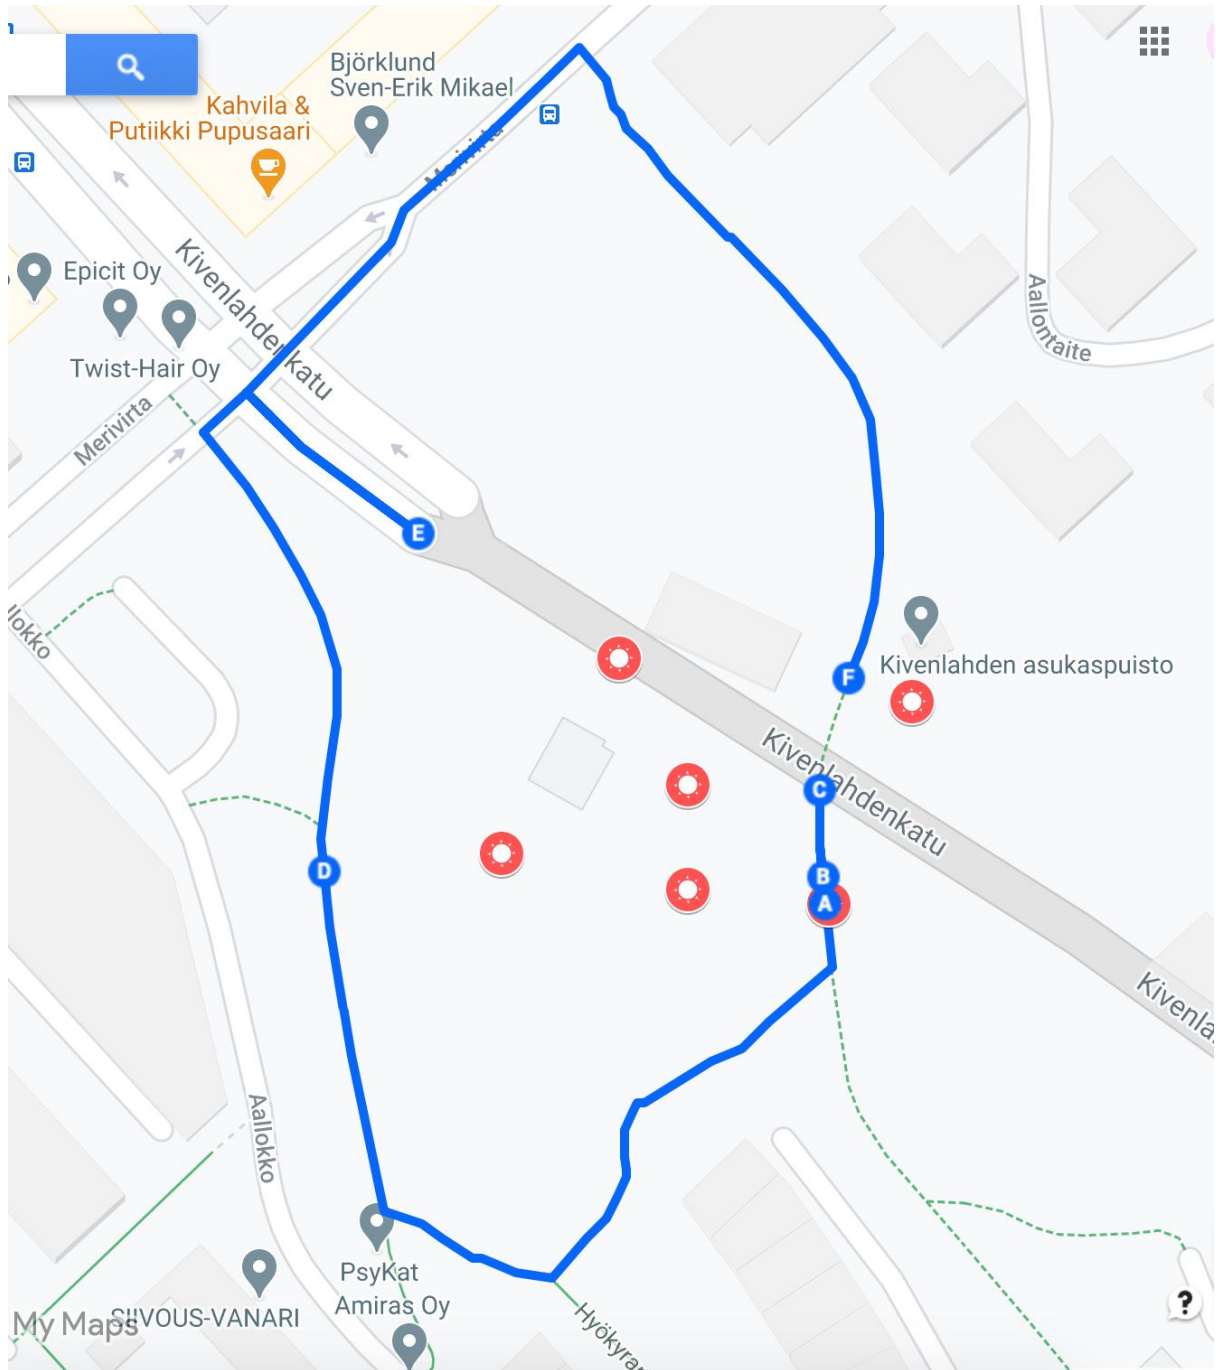 Björklund
Sven-Erik Mikael
Kahvila &
Putiikki Pupusaari
Merivirta
Kivenlahdenkatu
Epicit Oy
Twist-Hair Oy
Merivirta
Aallontaite
E
F
Kivenlahden asukaspuisto
Kivenlahdenkatu
C
B
A
D
Aallokko
PsyKat
Amiras Oy
SIIVOUS-VANARI
My Maps
?